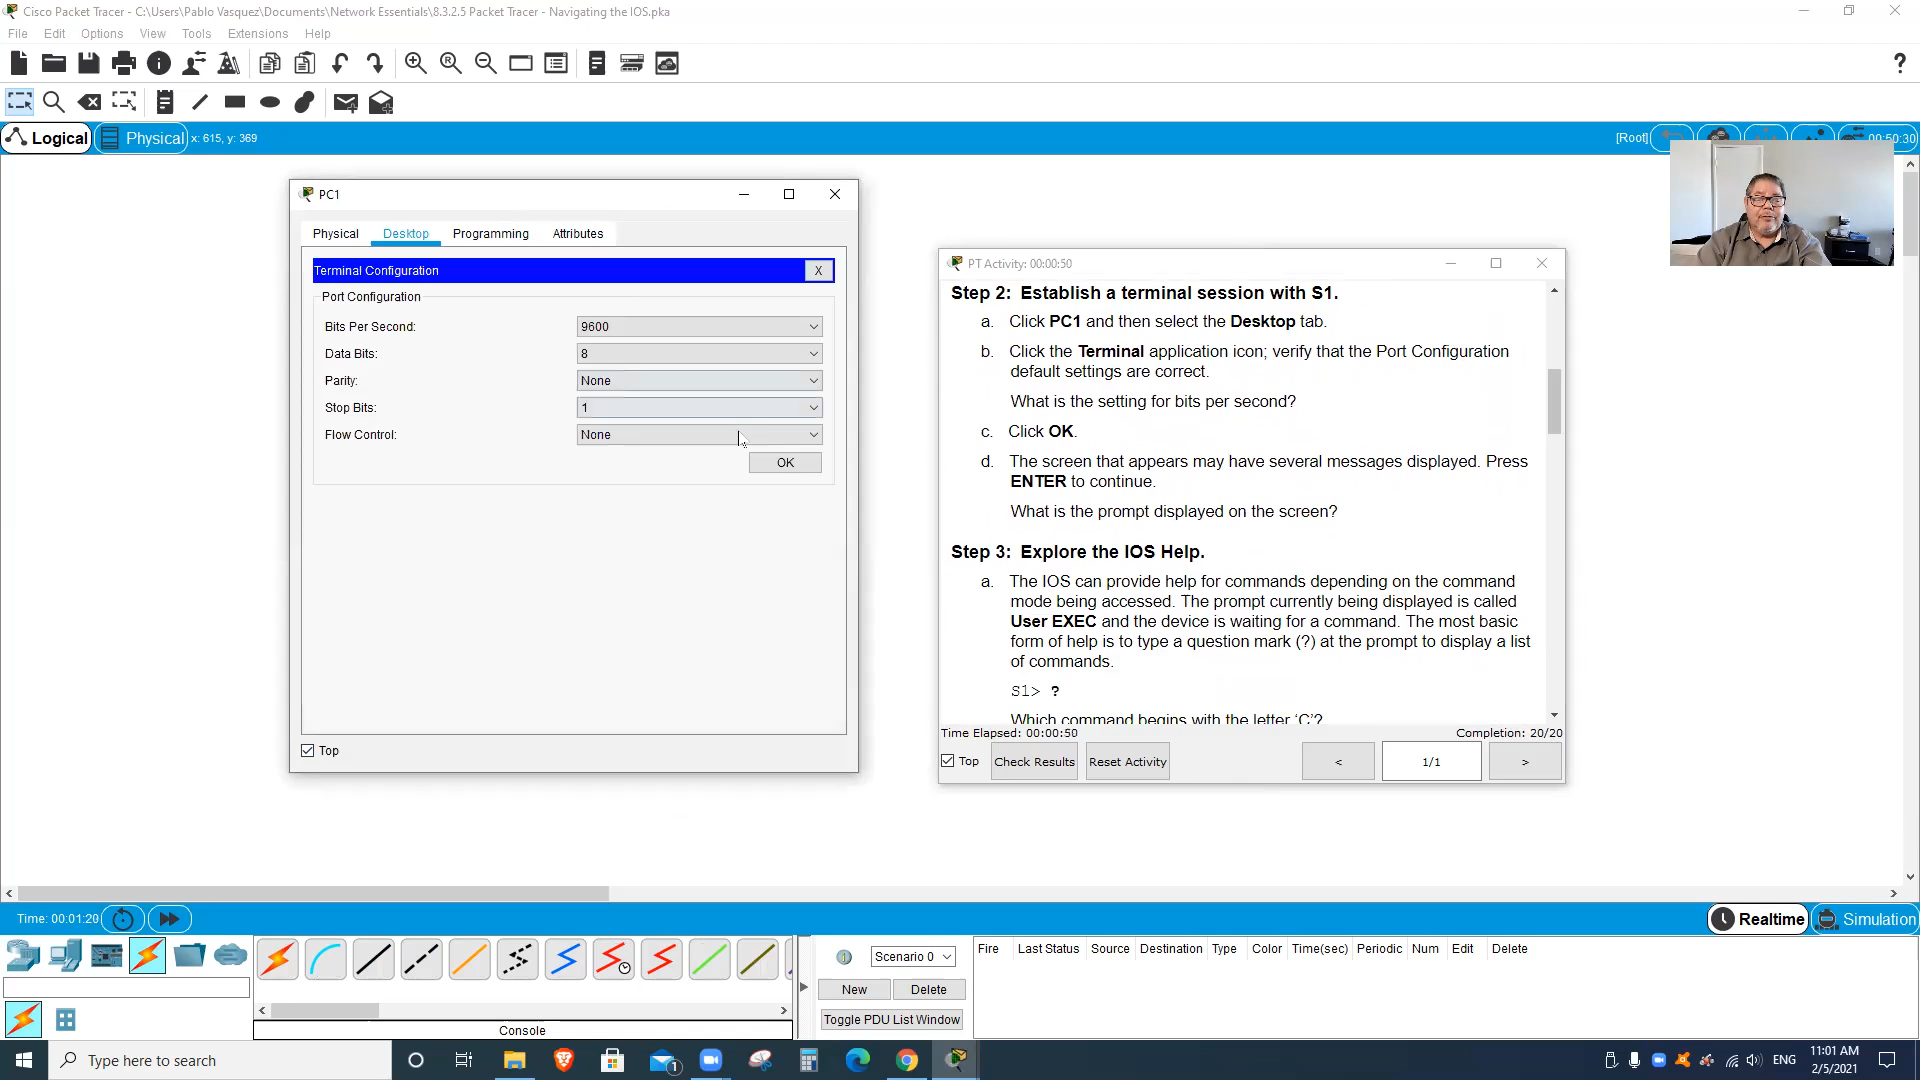 Cisco Packet Tracer - C:\Users\Pablo Vasquez\Documents\Network Essentials\8.3.2.5 Packet Tracer - Navigating the IOS.pka
File Edit Options View Tools Extensions Help
Logical
Physical
x: 615, y: 369
[Root]
00:50:30
PC1
Physical Desktop Programming Attributes
Terminal Configuration
X
Port Configuration
Bits Per Second: 9600
Data Bits: 8
Parity: None
Stop Bits: 1
Flow Control: None
OK
Top
PT Activity: 00:00:50
Step 2: Establish a terminal session with S1.
a. Click PC1 and then select the Desktop tab.
b. Click the Terminal application icon; verify that the Port Configuration
default settings are correct.
What is the setting for bits per second?
c. Click OK.
d. The screen that appears may have several messages displayed. Press
ENTER to continue.
What is the prompt displayed on the screen?
Step 3: Explore the IOS Help.
a. The IOS can provide help for commands depending on the command
mode being accessed. The prompt currently being displayed is called
User EXEC and the device is waiting for a command. The most basic
form of help is to type a question mark (?) at the prompt to display a list
of commands.
S1> ?
Which command begins with the letter ‘C’?
Time Elapsed: 00:00:50 Completion: 20/20
Top
Check Results
Reset Activity
<
1/1
>
Time: 00:01:20
Realtime
Simulation
Console
Scenario 0
New
Delete
Toggle PDU List Window
Fire Last Status Source Destination Type Color Time(sec) Periodic Num Edit Delete
Type here to search
1
ENG
11:01 AM
2/5/2021